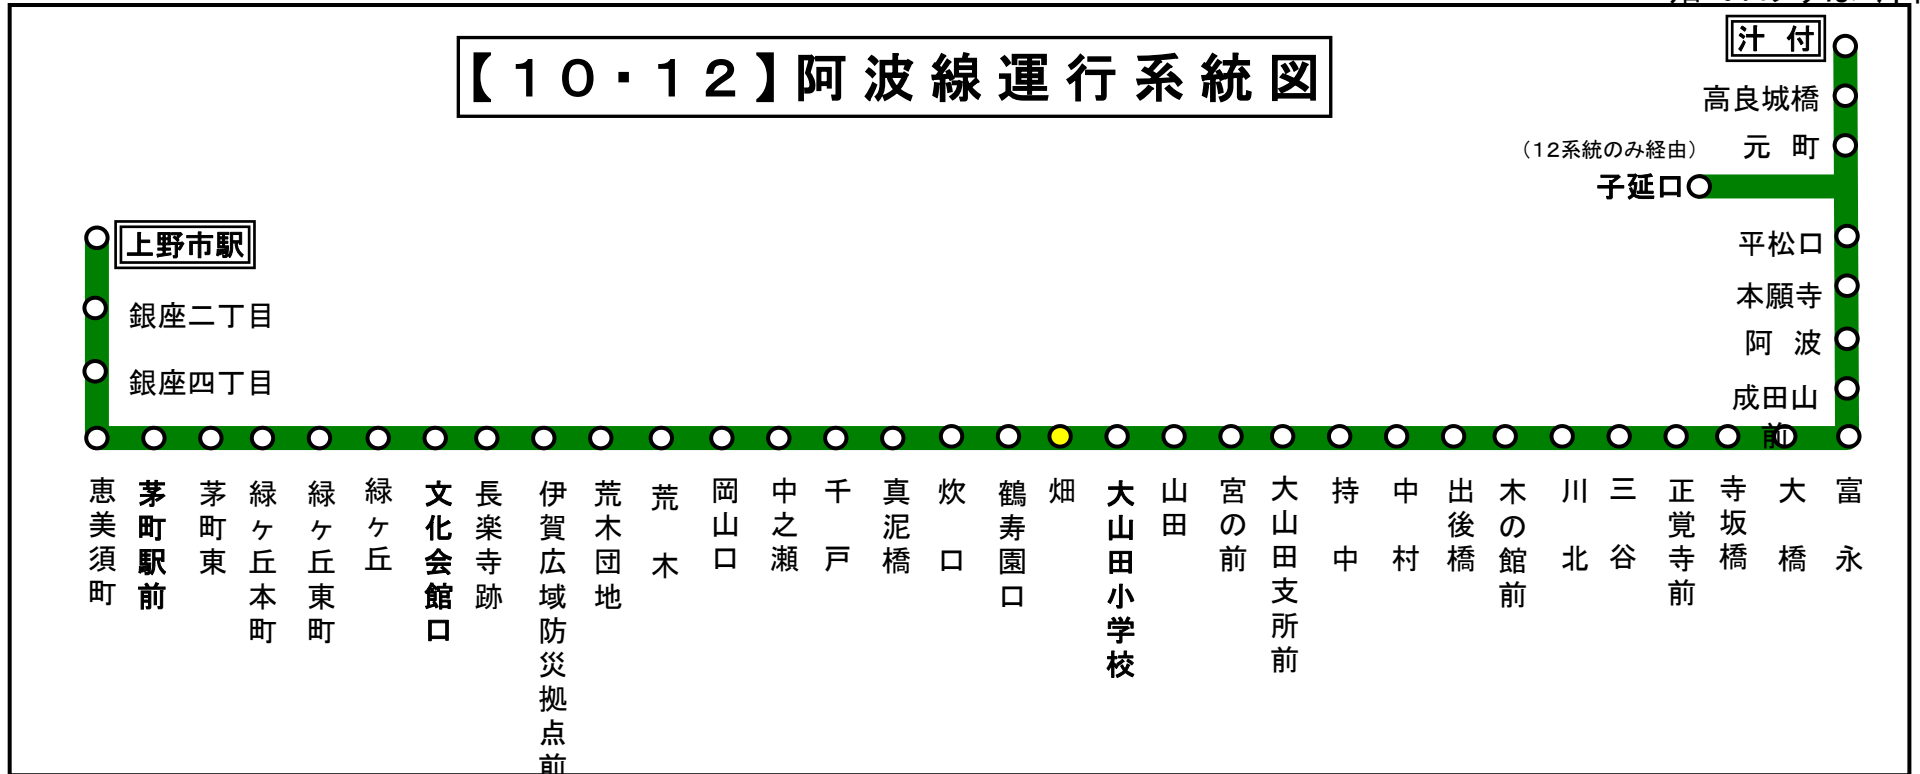 【１０・１２】阿波線運行系統図
汁 付
高良城橋
（12系統のみ経由） 元 町
子延口
平松口
本願寺
阿 波
成田山
前
上野市駅
銀座二丁目
銀座四丁目
恵美須町
茅町駅前
茅町東
緑ヶ丘本町
緑ヶ丘東町
緑ヶ丘
文化会館口
長楽寺跡
伊賀広域防災拠点前
荒木団地
荒 木
岡山口
中之瀬
千 戸
真泥橋
炊 口
鶴寿園口
畑
大山田小学校
山田
宮の前
大山田支所前
持 中
中 村
出後橋
木の館前
川 北
三 谷
正覚寺前
寺坂橋
大 橋
富 永